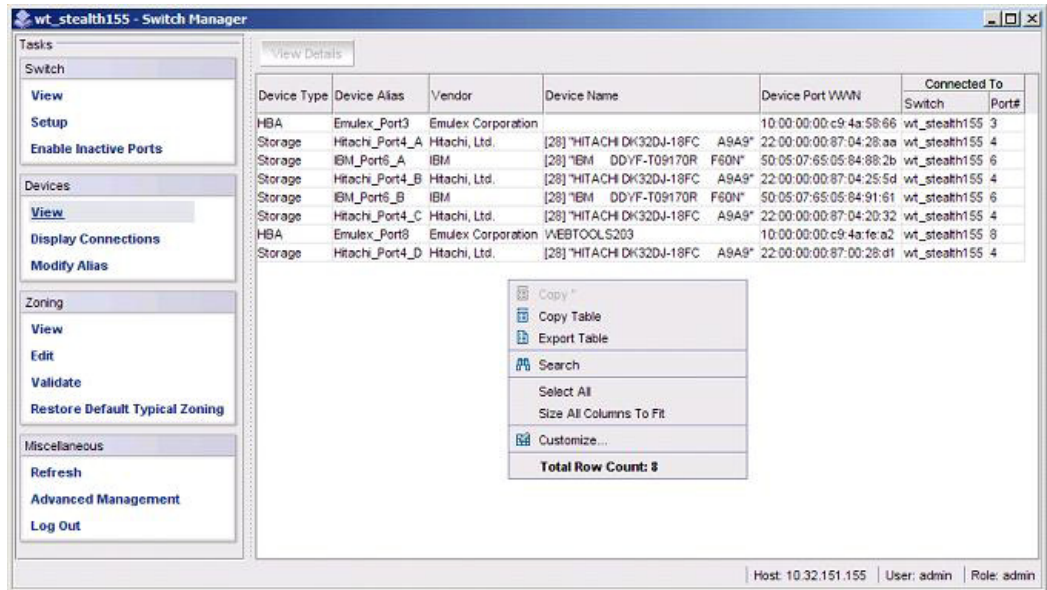 wt_stealth155 - Switch Manager
Tasks
Switch
View
Setup
Enable Inactive Ports
Devices
View
Display Connections
Modify Alias
Zoning
View
Edit
Validate
Restore Default Typical Zoning
Miscellaneous
Refresh
Advanced Management
Log Out
View Details
Device Type Device Alias Vendor Device Name Device Port WWN Connected To
Switch Port#
HBA Emulex_Port3 Emulex Corporation 10:00:00:00:c9:4a:58:66 wt_stealth155 3
Storage Hitachi_Port4_A Hitachi, Ltd. [28] "HITACHI DK32DJ-18FC A9A9" 22:00:00:00:87:04:28:aa wt_stealth155 4
Storage IBM_Port6_A IBM [28] "IBM DDYF-T09170R F60N" 50:05:07:65:05:84:88:2b wt_stealth155 6
Storage Hitachi_Port4_B Hitachi, Ltd. [28] "HITACHI DK32DJ-18FC A9A9" 22:00:00:00:87:04:25:5d wt_stealth155 4
Storage IBM_Port6_B IBM [28] "IBM DDYF-T09170R F60N" 50:05:07:65:05:84:91:61 wt_stealth155 6
Storage Hitachi_Port4_C Hitachi, Ltd. [28] "HITACHI DK32DJ-18FC A9A9" 22:00:00:00:87:04:20:32 wt_stealth155 4
HBA Emulex_Port8 Emulex Corporation WEBTOOLS203 10:00:00:00:c9:4a:fe:a2 wt_stealth155 8
Storage Hitachi_Port4_D Hitachi, Ltd. [28] "HITACHI DK32DJ-18FC A9A9" 22:00:00:00:87:00:28:d1 wt_stealth155 4
Copy "
Copy Table
Export Table
Search
Select All
Size All Columns To Fit
Customize...
Total Row Count: 8
Host: 10.32.151.155 User: admin Role: admin